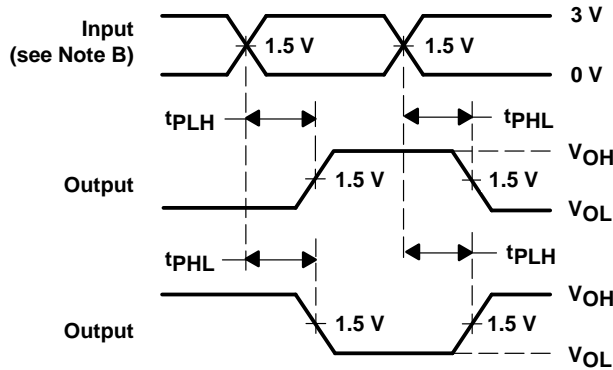 3 V
Input
(see Note B)
1.5 V
1.5 V
0 V
tPLH
tPHL
VOH
Output
1.5 V
1.5 V
VOL
tPHL
tPLH
VOH
Output
1.5 V
1.5 V
VOL